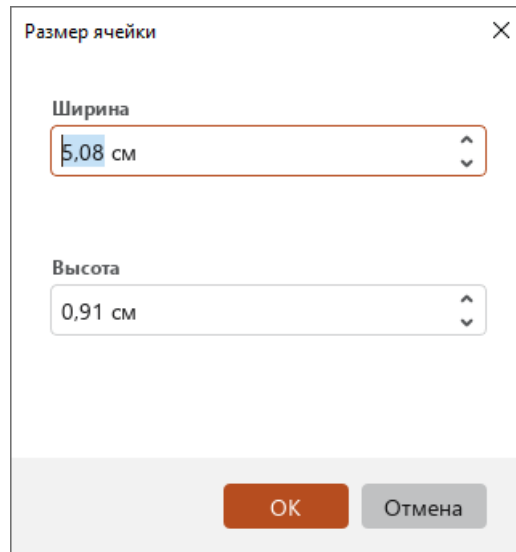 Размер ячейки
Ширина
5,08 см
Высота
0,91 см
ОК
Отмена